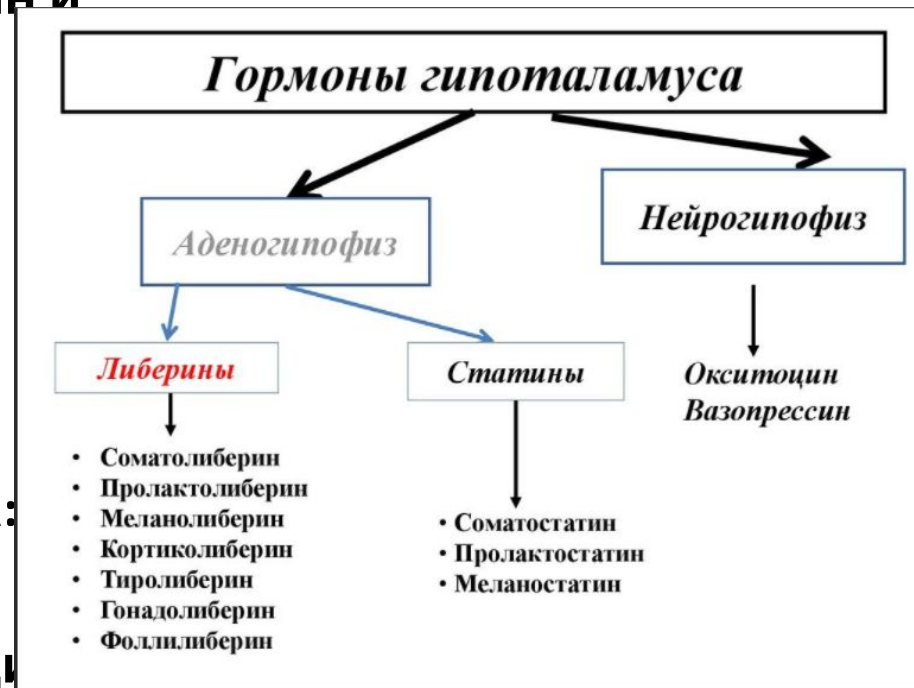 Гормоны гипоталамуса
Аденогипофиз
Нейрогипофиз
Либерины
Статины
Окситоцин
Вазопрессин
• Соматолиберин
• Пролактолиберин
• Меланолиберин
• Кортиколиберин
• Тиролиберин
• Гонадолиберин
• Фоллилиберин
• Соматостатин
• Пролактостатин
• Меланостатин